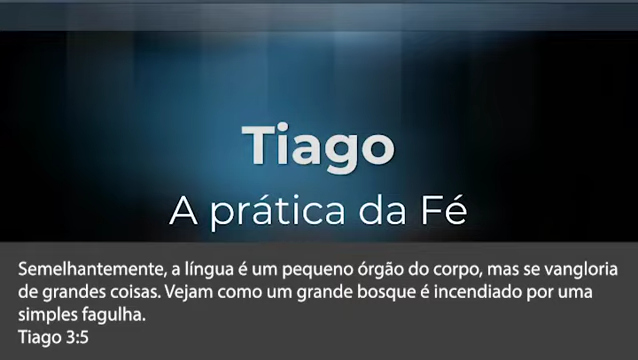 Tiago
A prática da Fé
Semelhantemente, a língua é um pequeno órgão do corpo, mas se vangloria
de grandes coisas. Vejam como um grande bosque é incendiado por uma
simples fagulha.
Tiago 3:5